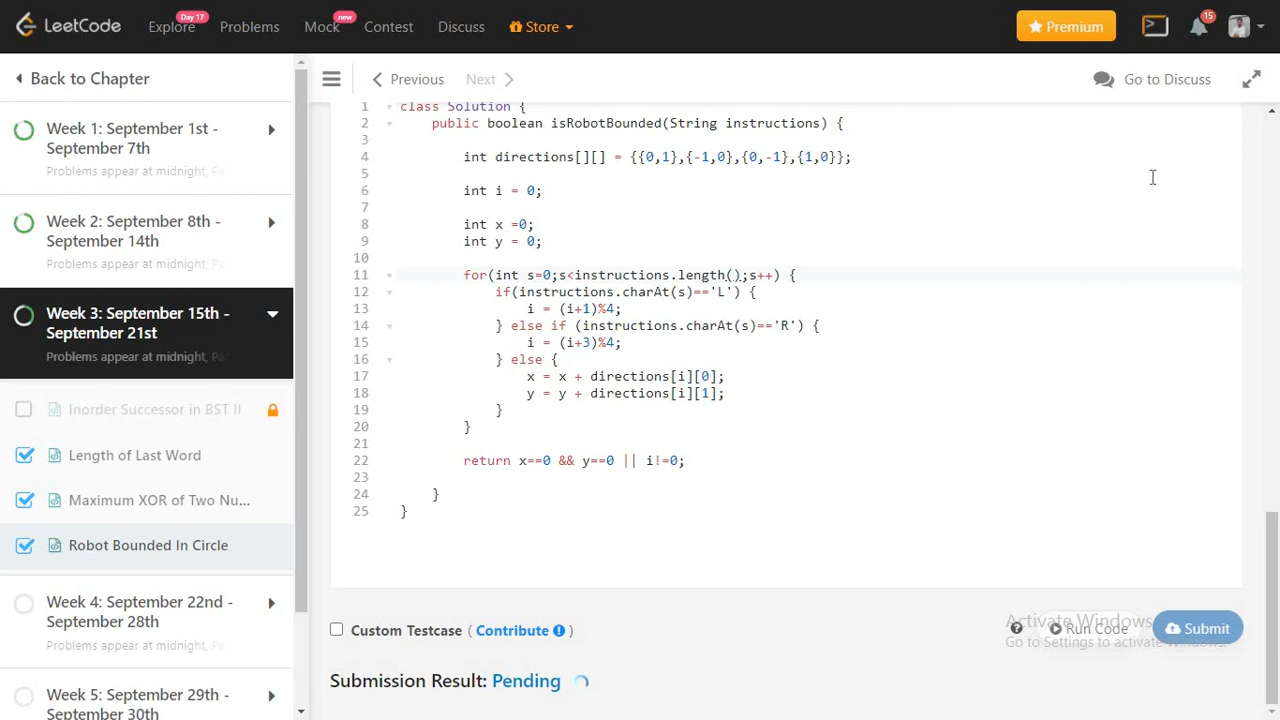 LeetCode
Explore
Day 17
Problems
Mock
new
Contest
Discuss
Store
Premium
15
Back to Chapter
Previous
Next
Go to Discuss
Week 1: September 1st -
September 7th
Problems appear at midnight,
Week 2: September 8th -
September 14th
Problems appear at midnight,
Week 3: September 15th -
September 21st
Problems appear at midnight,
Inorder Successor in BST II
Length of Last Word
Maximum XOR of Two Nu...
Robot Bounded In Circle
Week 4: September 22nd -
September 28th
Problems appear at midnight,
Week 5: September 29th -
September 30th
1 class Solution {
2 public boolean isRobotBounded(String instructions) {
3
4 int directions[][] = {{0,1},{-1,0},{0,-1},{1,0}};
5
6 int i = 0;
7
8 int x =0;
9 int y = 0;
10
11 for(int s=0;s<instructions.length();s++) {
12 if(instructions.charAt(s)=='L') {
13 i = (i+1)%4;
14 } else if (instructions.charAt(s)=='R') {
15 i = (i+3)%4;
16 } else {
17 x = x + directions[i][0];
18 y = y + directions[i][1];
19 }
20 }
21
22 return x==0 && y==0 || i!=0;
23
24 }
25 }
Custom Testcase ( Contribute )
Run Code
Submit
Activate Windows
Go to Settings to activate Windows.
Submission Result: Pending